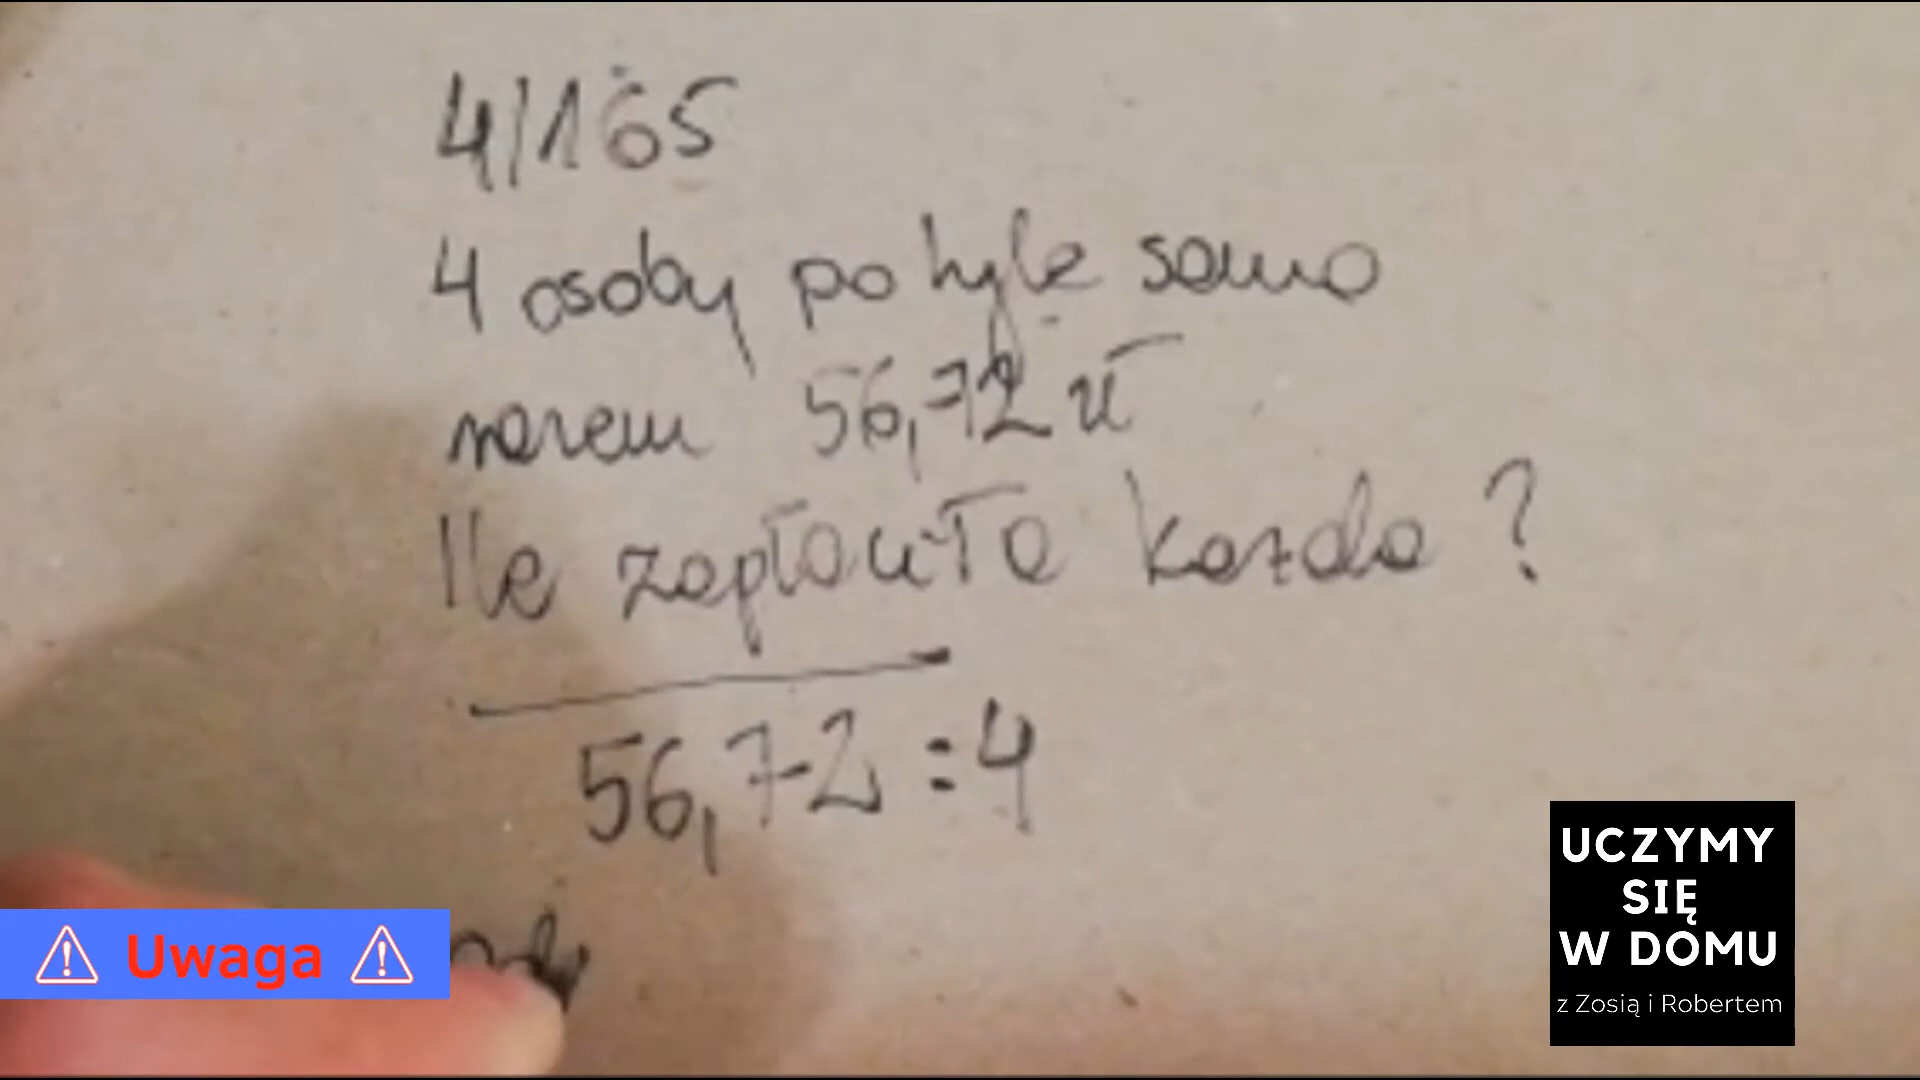 4/165
4 osoby po tyle samo
razem 56,72 zł
Ile zapłaciła każda ?
56,72 : 4
Uwaga
UCZYMY
SIĘ
W DOMU
z Zosią i Robertem